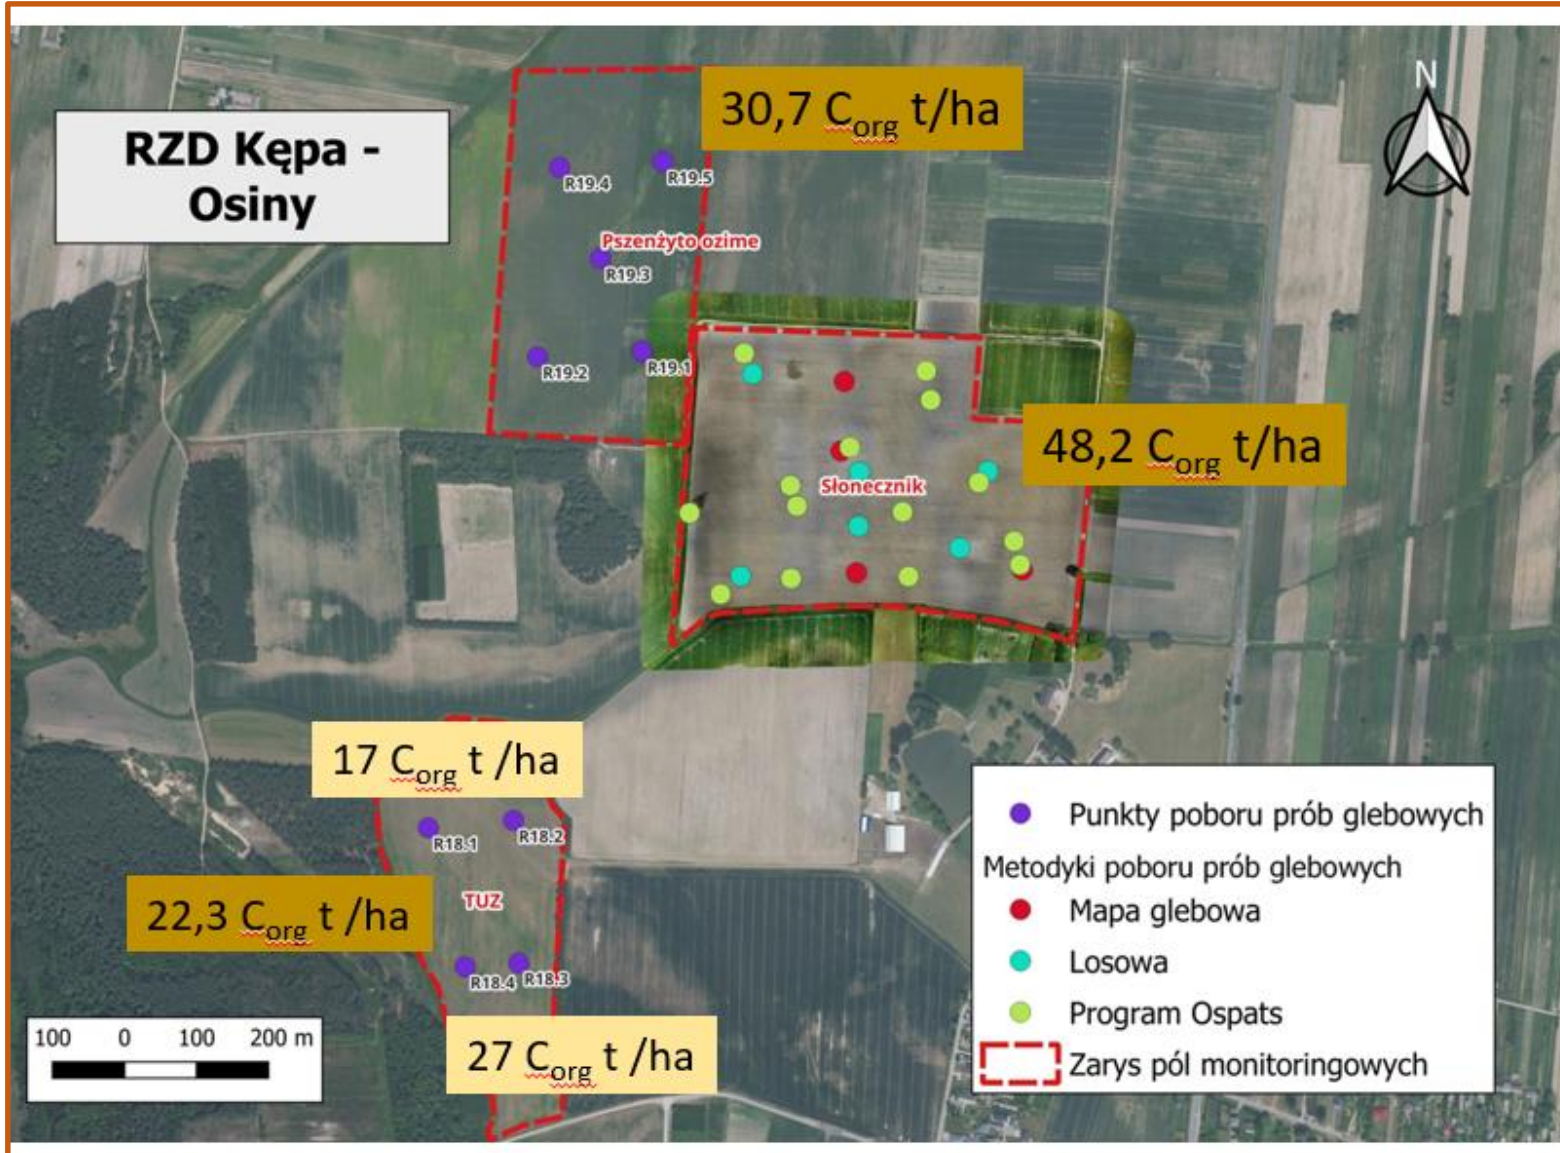 RZD Kępa -
Osiny
30,7 Corg t/ha
N
R19.4
R19.5
Pszenżyto ozime
R19.3
R19.2
R19.1
48,2 Corg t/ha
Słonecznik
17 Corg t /ha
R18.1
R18.2
TUZ
22,3 Corg t /ha
R18.4
R18.3
27 Corg t /ha
100 0 100 200 m
Punkty poboru prób glebowych
Metodyki poboru prób glebowych
Mapa glebowa
Losowa
Program Ospats
Zarys pól monitoringowych